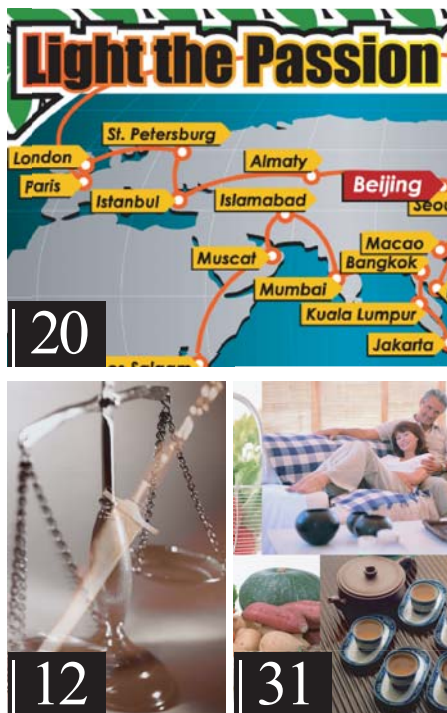 Light the Passion
St. Petersburg
London
Almaty
Paris
Beijing
Istanbul
Islamabad
Macao
Muscat
Bangkok
Mumbai
Kuala Lumpur
Jakarta
20
12
31